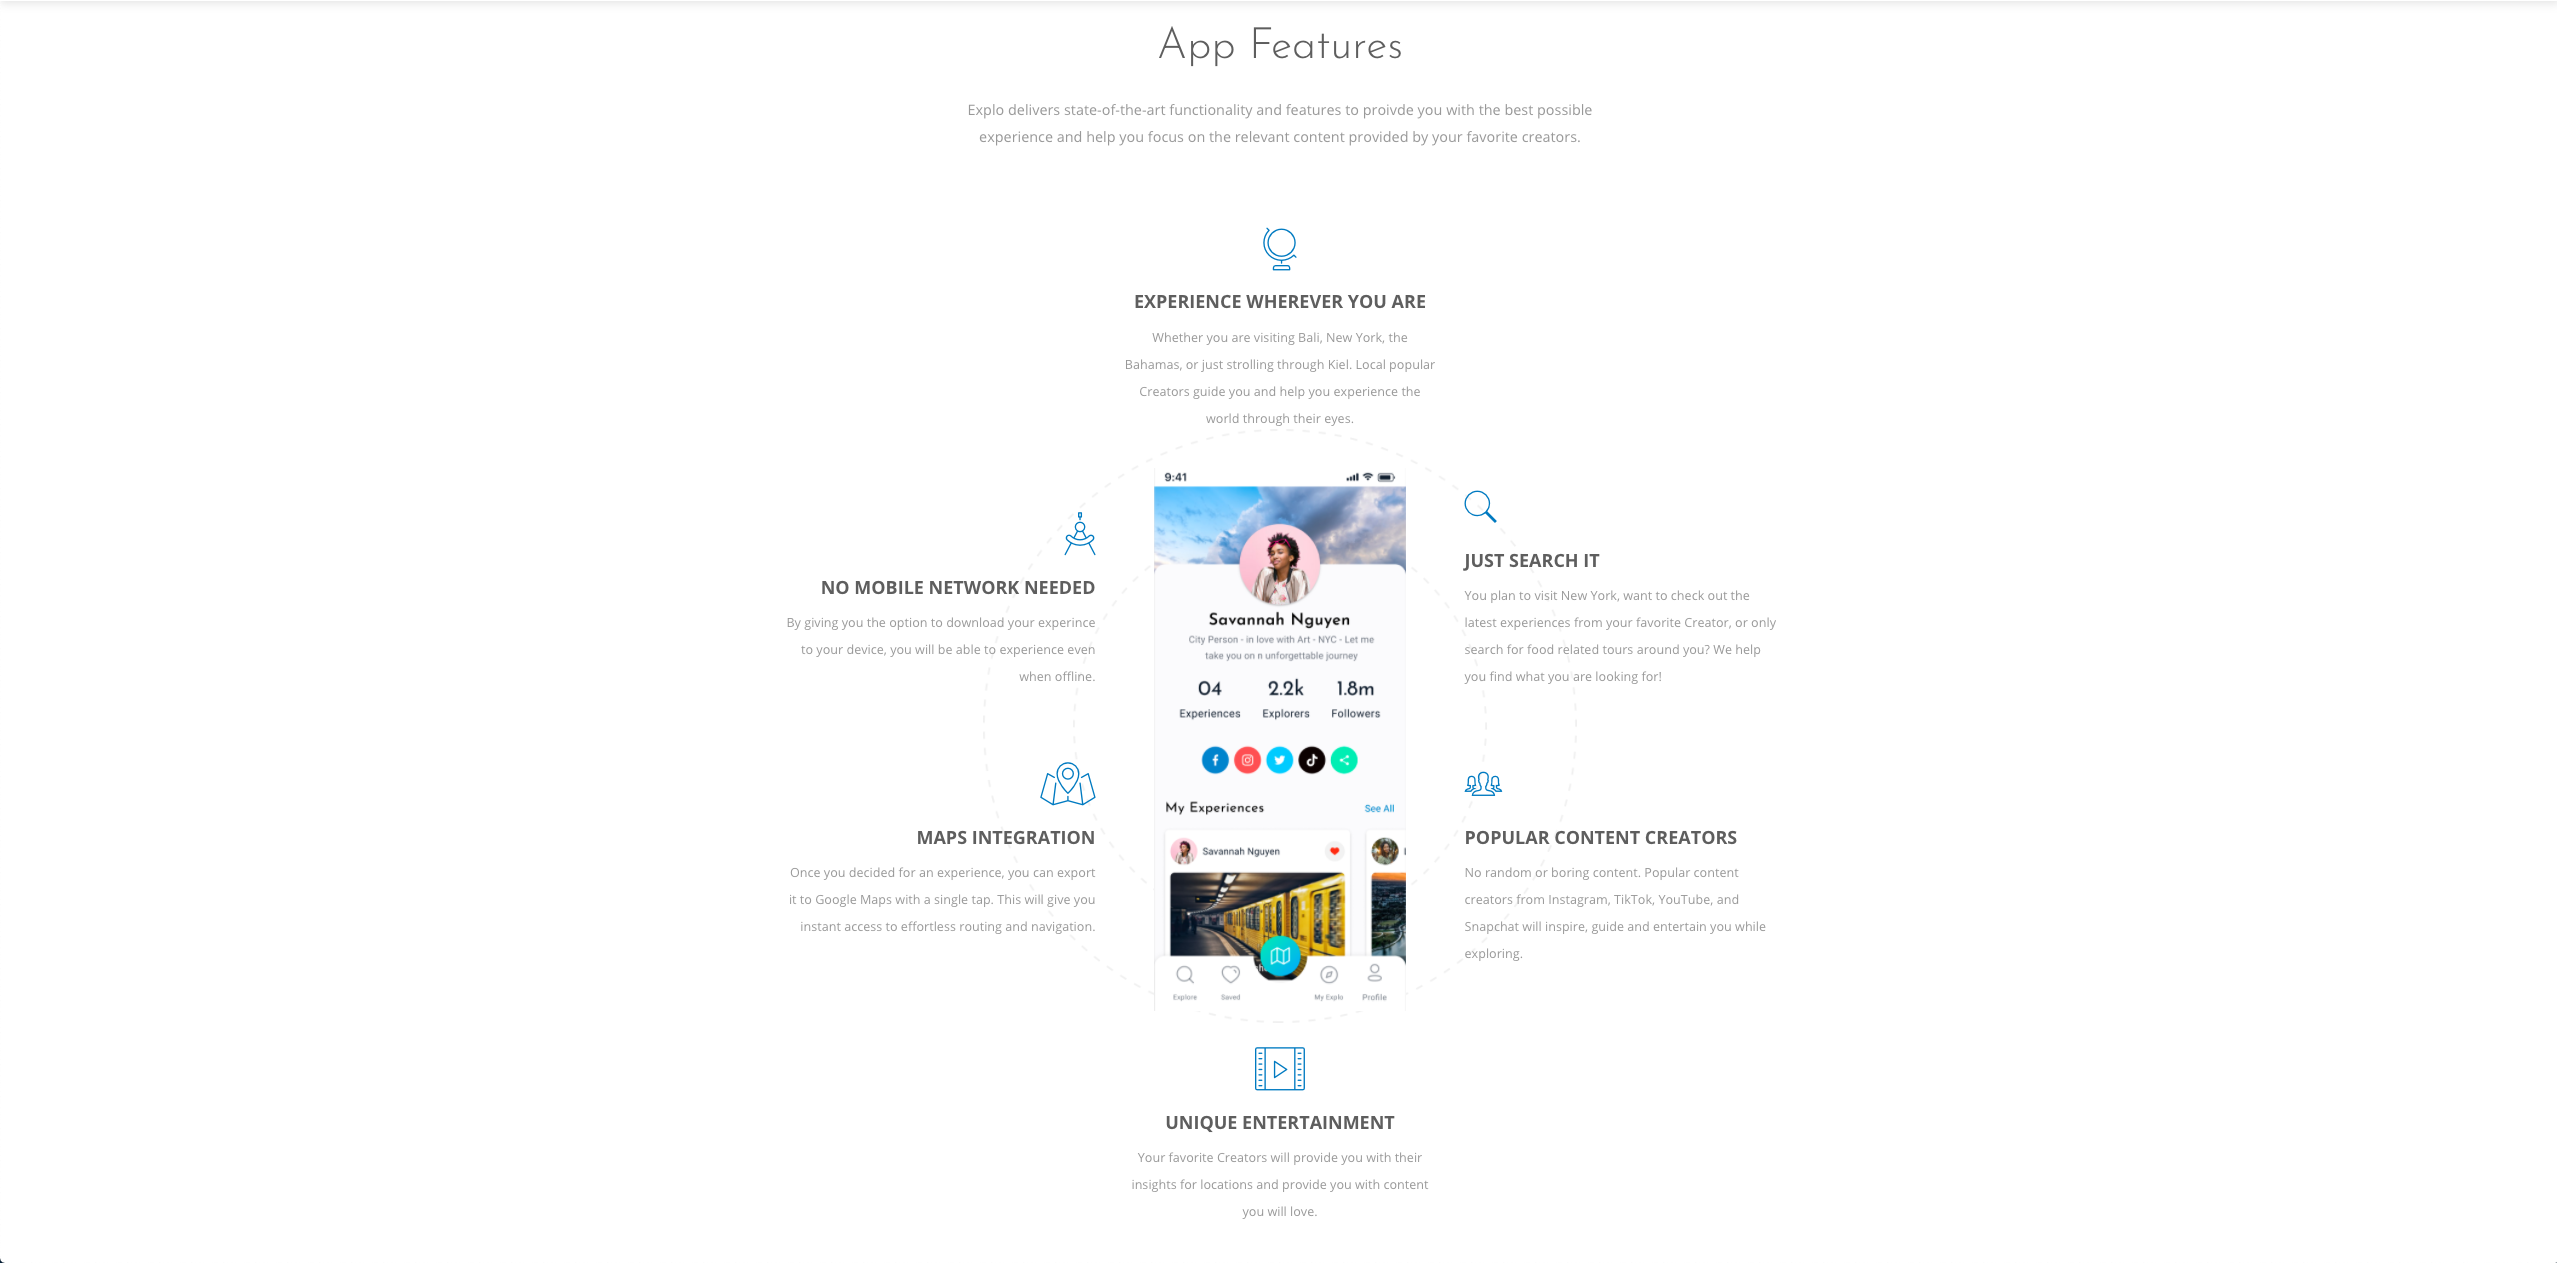 App Features
Explo delivers state-of-the-art functionality and features to proivde you with the best possible
experience and help you focus on the relevant content provided by your favorite creators.
EXPERIENCE WHEREVER YOU ARE
Whether you are visiting Bali, New York, the
Bahamas, or just strolling through Kiel. Local popular
Creators guide you and help you experience the
world through their eyes.
NO MOBILE NETWORK NEEDED
By giving you the option to download your experince
to your device, you will be able to experience even
when offline.
MAPS INTEGRATION
Once you decided for an experience, you can export
it to Google Maps with a single tap. This will give you
instant access to effortless routing and navigation.
9:41
Savannah Nguyen
City Person - in love with Art - NYC - Let me
take you on n unforgettable journey
04 2.2k 1.8m
Experiences Explorers Followers
My Experiences See All
Savannah Nguyen
Explore Saved My Explo Profile
JUST SEARCH IT
You plan to visit New York, want to check out the
latest experiences from your favorite Creator, or only
search for food related tours around you? We help
you find what you are looking for!
POPULAR CONTENT CREATORS
No random or boring content. Popular content
creators from Instagram, TikTok, YouTube, and
Snapchat will inspire, guide and entertain you while
exploring.
UNIQUE ENTERTAINMENT
Your favorite Creators will provide you with their
insights for locations and provide you with content
you will love.